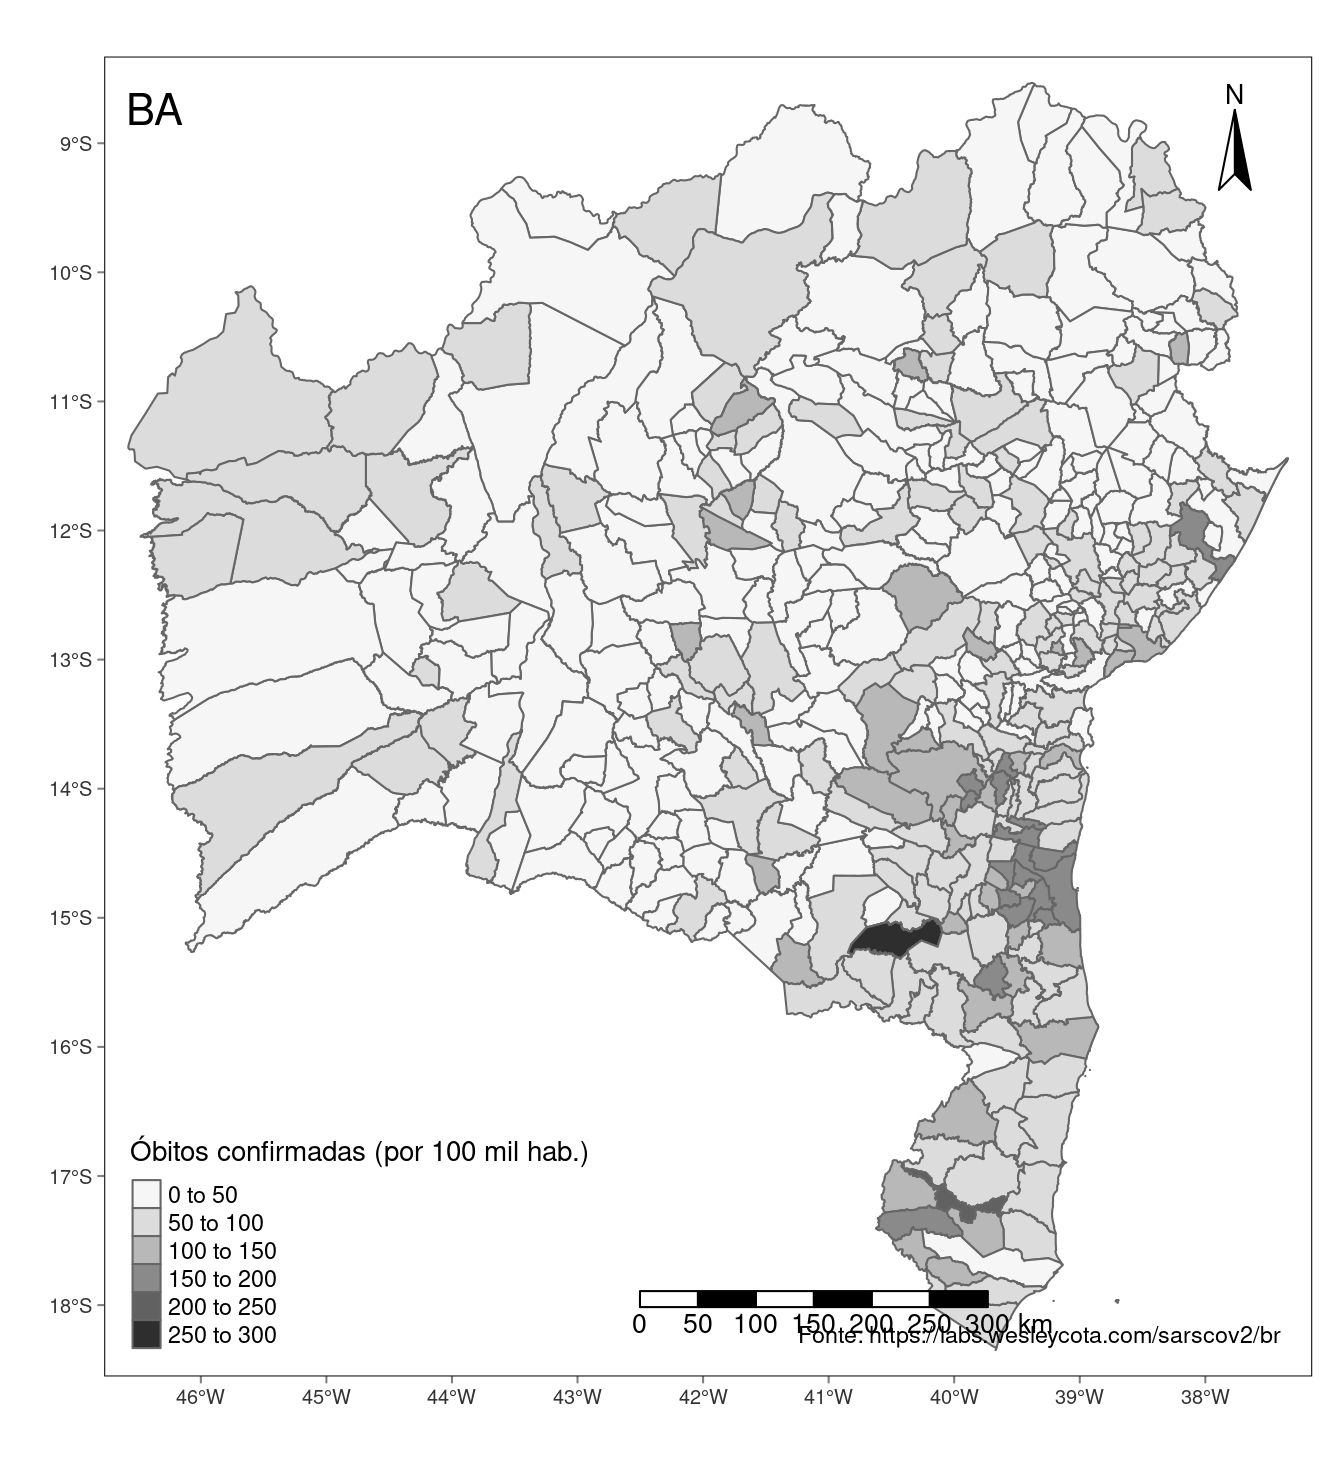 BA
N
9°S
10°S
11°S
12°S
13°S
14°S
15°S
16°S
17°S
18°S
Óbitos confirmadas (por 100 mil hab.)
0 to 50
50 to 100
100 to 150
150 to 200
200 to 250
250 to 300
0 50 100 150 200 250 300 km
Fonte: https://labs.wesleycota.com/sarscov2/br
46°W 45°W 44°W 43°W 42°W 41°W 40°W 39°W 38°W